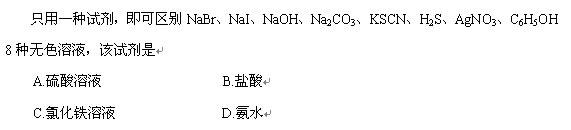 只用一种试剂，即可区别 NaBr、NaI、NaOH、Na₂CO₃、KSCN、H₂S、AgNO₃、C₆H₅OH
8 种无色溶液，该试剂是↵
A.硫酸溶液 B.盐酸↵
C.氯化铁溶液 D.氨水↵